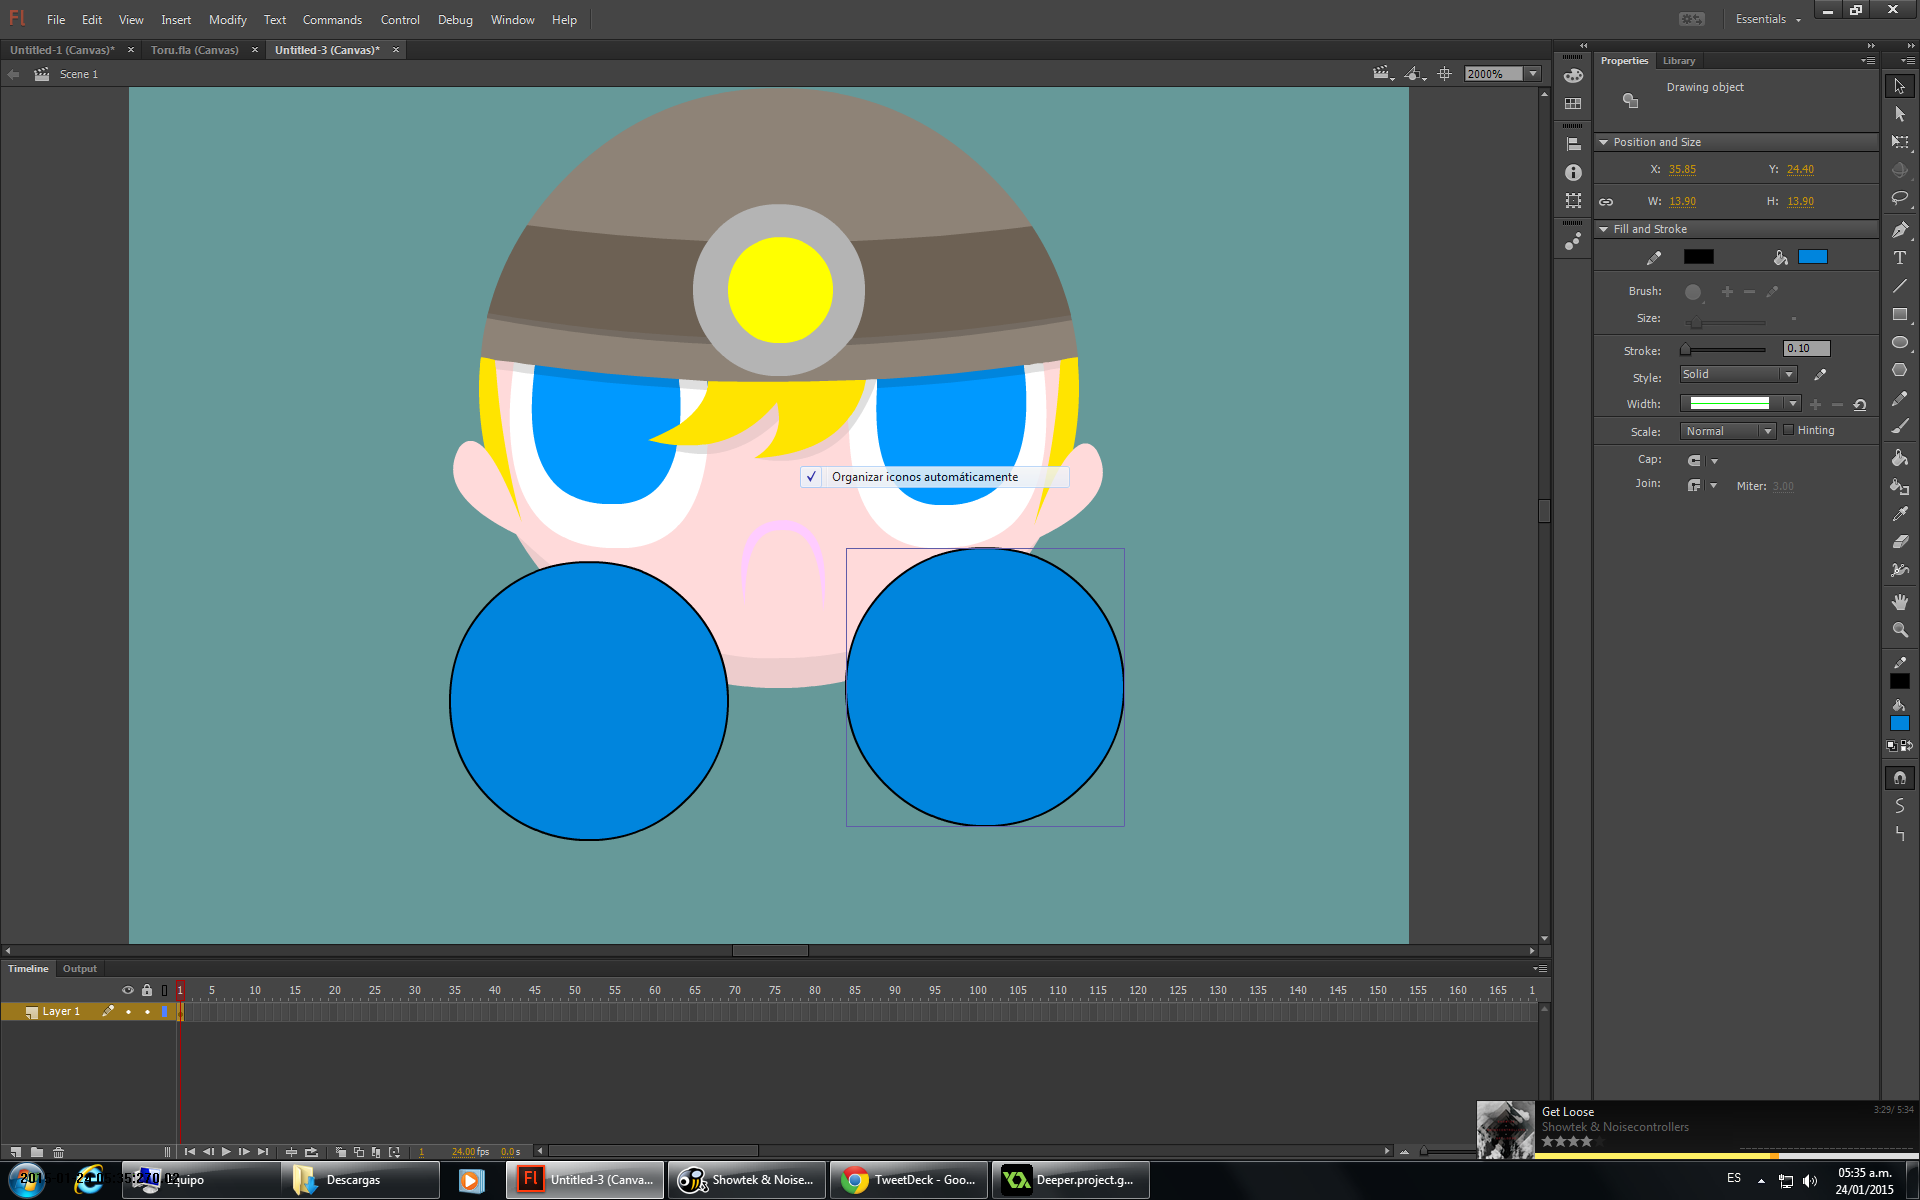 Fl File Edit View Insert Modify Text Commands Control Debug Window Help Essentials
Untitled-1 (Canvas)* × Toru.fla (Canvas) × Untitled-3 (Canvas)* ×
Scene 1 2000%
Properties Library
Drawing object
Position and Size
X: 35.85 Y: 24.40
W: 13.90 H: 13.90
Fill and Stroke
Brush:
Size:
Stroke: 0.10
Style: Solid
Width:
Scale: Normal Hinting
Cap:
Join: Miter: 3.00
✓ Organizar iconos automáticamente
Timeline Output
1 5 10 15 20 25 30 35 40 45 50 55 60 65 70 75 80 85 90 95 100 105 110 115 120 125 130 135 140 145 150 155 160 165 1
Layer 1
1 24.00 fps 0.0 s
Get Loose 3:29/ 5:34
Showtek & Noisecontrollers
Equipo Descargas Fl Untitled-3 (Canva... Showtek & Noise... TweetDeck - Goo... Deeper.project.g... ES 05:35 a.m.
24/01/2015